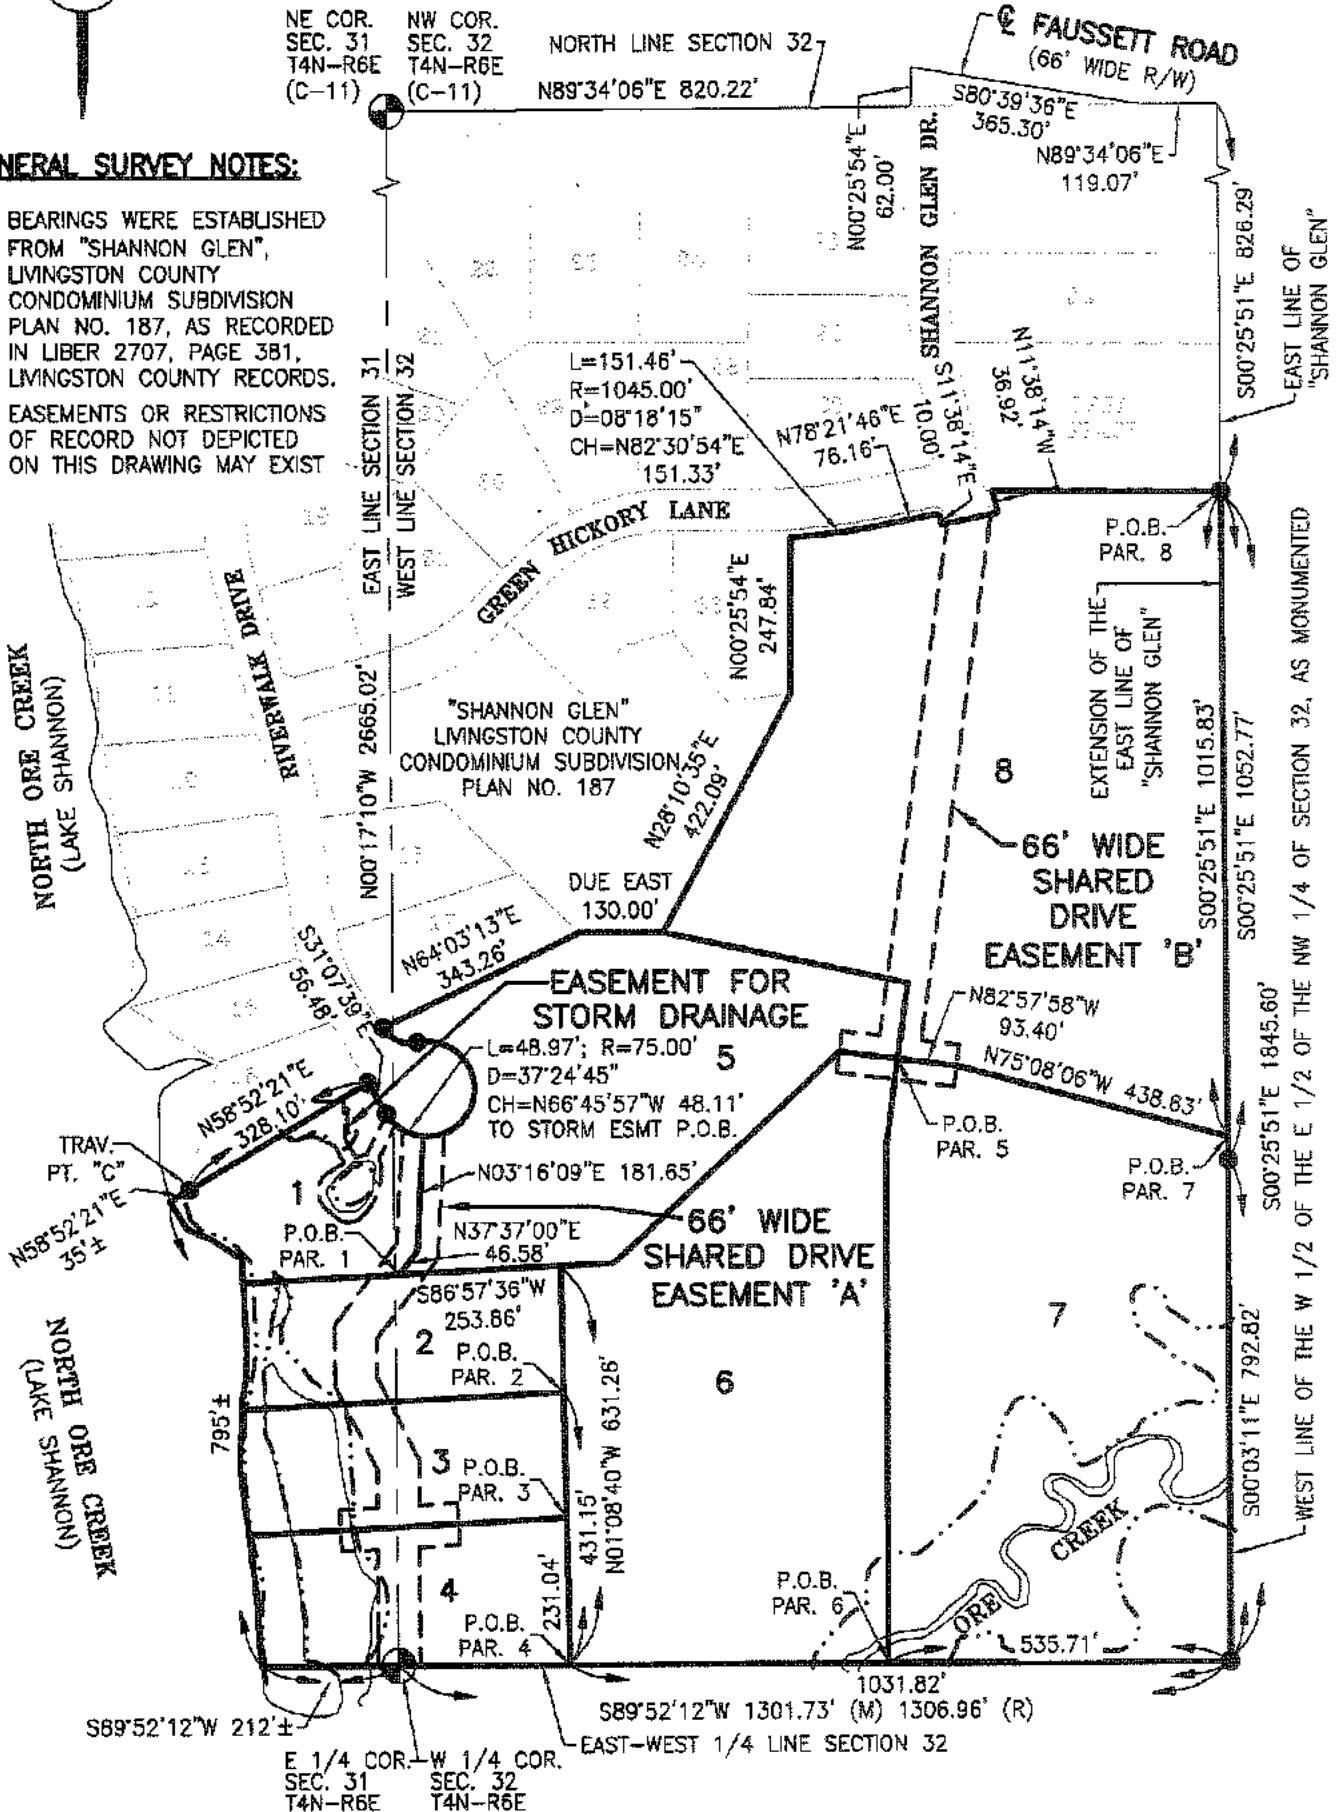 NE COR.
SEC. 31
T4N-R6E
(C-11)
NW COR.
SEC. 32
T4N-R6E
(C-11)
NORTH LINE SECTION 32
N89°34'06"E 820.22'
℄ FAUSSETT ROAD
(66' WIDE R/W)
S80°39'36"E
365.30'
N89°34'06"E
119.07'
N00°25'54"E
62.00'
SHANNON GLEN DR.
S00°25'51"E 826.29'
EAST LINE OF
"SHANNON GLEN"
NERAL SURVEY NOTES:
BEARINGS WERE ESTABLISHED
FROM "SHANNON GLEN",
LIVINGSTON COUNTY
CONDOMINIUM SUBDIVISION
PLAN NO. 187, AS RECORDED
IN LIBER 2707, PAGE 381,
LIVINGSTON COUNTY RECORDS.
EASEMENTS OR RESTRICTIONS
OF RECORD NOT DEPICTED
ON THIS DRAWING MAY EXIST
EAST LINE SECTION 31
WEST LINE SECTION 32
L=151.46'
R=1045.00'
D=08°18'15"
CH=N82°30'54"E
151.33'
N78°21'46"E
76.16'
S11°38'14"E
10.00'
N11°38'14"W
36.92'
GREEN HICKORY LANE
RIVERWALK DRIVE
P.O.B.
PAR. 8
N00°25'54"E
247.84'
EXTENSION OF THE
EAST LINE OF
"SHANNON GLEN"
NORTH ORE CREEK
(LAKE SHANNON)
N00°17'10"W 2665.02'
"SHANNON GLEN"
LIVINGSTON COUNTY
CONDOMINIUM SUBDIVISION
PLAN NO. 187
N28°10'35"E
422.09'
8
S00°25'51"E 1015.83'
S00°25'51"E 1052.77'
66' WIDE
SHARED
DRIVE
EASEMENT 'B'
DUE EAST
130.00'
N64°03'13"E
343.26'
S31°07'39"E
56.48'
EASEMENT FOR
STORM DRAINAGE
5
L=48.97'; R=75.00'
D=37°24'45"
CH=N66°45'57"W 48.11'
TO STORM ESMT P.O.B.
N82°57'58"W
93.40'
N75°08'06"W 438.63'
P.O.B.
PAR. 5
P.O.B.
PAR. 7
S00°25'51"E 1845.60'
N58°52'21"E
328.10'
TRAV.
PT. "C"
N58°52'21"E
35'±
1
P.O.B.
PAR. 1
N03°16'09"E 181.65'
N37°37'00"E
46.58'
66' WIDE
SHARED DRIVE
EASEMENT 'A'
S86°57'36"W
253.86'
2
P.O.B.
PAR. 2
6
7
NORTH ORE CREEK
(LAKE SHANNON)
795'±
3
P.O.B.
PAR. 3
431.15'
N01°08'40"W 631.26'
S00°03'11"E 792.82'
WEST LINE OF THE W 1/2 OF THE E 1/2 OF THE NW 1/4 OF SECTION 32, AS MONUMENTED
4
P.O.B.
PAR. 4
231.04'
P.O.B.
PAR. 6
ORE CREEK
535.71'
1031.82'
S89°52'12"W 1301.73' (M) 1306.96' (R)
S89°52'12"W 212'±
EAST-WEST 1/4 LINE SECTION 32
E 1/4 COR.
SEC. 31
T4N-R6E
W 1/4 COR.
SEC. 32
T4N-R6E